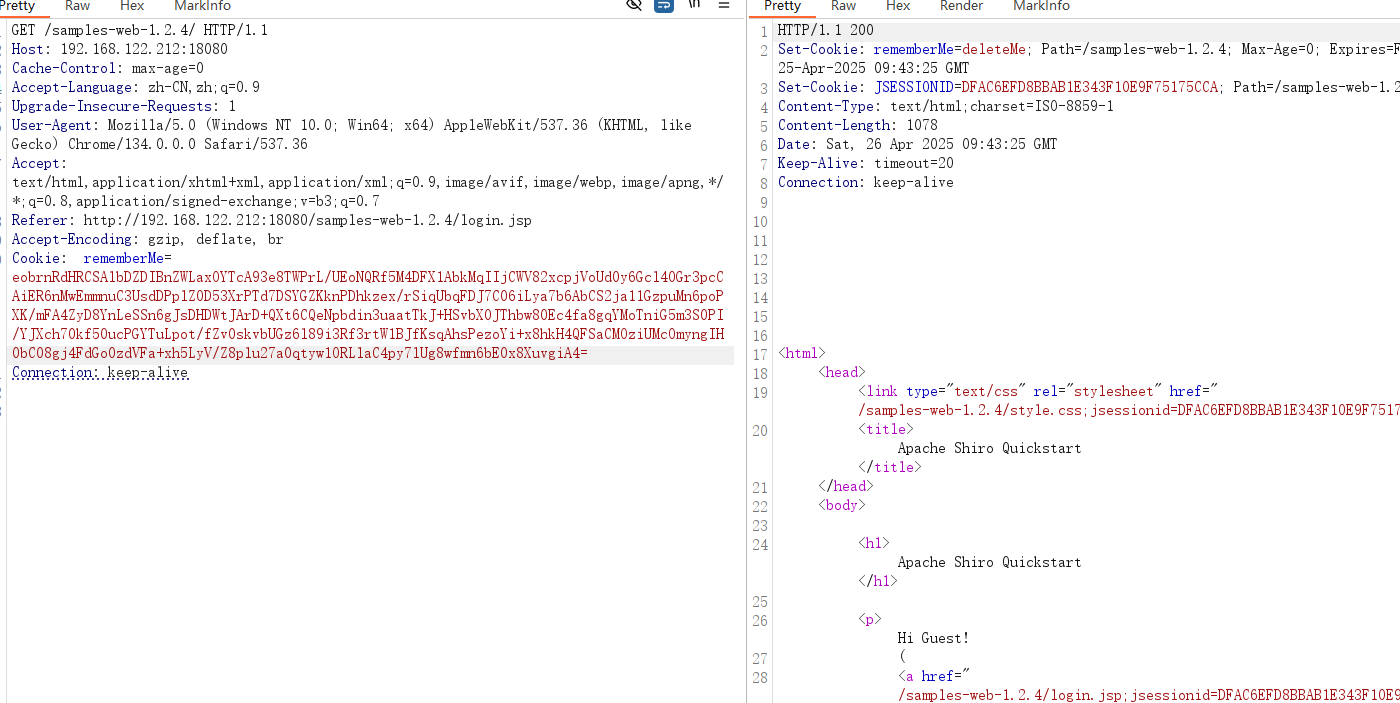 Pretty Raw Hex MarkInfo \n
GET /samples-web-1.2.4/ HTTP/1.1
Host: 192.168.122.212:18080
Cache-Control: max-age=0
Accept-Language: zh-CN,zh;q=0.9
Upgrade-Insecure-Requests: 1
User-Agent: Mozilla/5.0 (Windows NT 10.0; Win64; x64) AppleWebKit/537.36 (KHTML, like
Gecko) Chrome/134.0.0.0 Safari/537.36
Accept:
text/html,application/xhtml+xml,application/xml;q=0.9,image/avif,image/webp,image/apng,*/
*;q=0.8,application/signed-exchange;v=b3;q=0.7
Referer: http://192.168.122.212:18080/samples-web-1.2.4/login.jsp
Accept-Encoding: gzip, deflate, br
Cookie: rememberMe=
eobrnRdHRCSAlbDZDIBnZWLax0YTcA93e8TWPrL/UEoNQRf5M4DFX1AbkMqIIjCWV82xcpjVoUd0y6Gcl40Gr3pcC
AiER6nMwEmmnuC3UsdDPp1Z0D53XrPTd7DSYGZKknPDhkzex/rSiqUbqFDJ7C06iLya7b6AbCS2ja11GzpuMn6poP
XK/mFA4ZyD8YnLeSSn6gJsDHDWtJArD+QXt6CQeNpbdin3uaatTkJ+HSvbX0JThbw80Ec4fa8gqYMoTniG5m3S0PI
/YJXch70kf50ucPGYTuLpot/fZv0skvbUGz6189i3Rf3rtW1BJfKsqAhsPezoYi+x8hkH4QFSaCM0ziUMc0myngIH
0bC08gj4FdGo0zdVFa+xh5LyV/Z8plu27a0qtyw10RLlaC4py71Ug8wfmn6bE0x8XuvgiA4=
Connection: keep-alive
Pretty Raw Hex Render MarkInfo
1 HTTP/1.1 200
2 Set-Cookie: rememberMe=deleteMe; Path=/samples-web-1.2.4; Max-Age=0; Expires=F
25-Apr-2025 09:43:25 GMT
3 Set-Cookie: JSESSIONID=DFAC6EFD8BBAB1E343F10E9F75175CCA; Path=/samples-web-1.2
4 Content-Type: text/html;charset=ISO-8859-1
5 Content-Length: 1078
6 Date: Sat, 26 Apr 2025 09:43:25 GMT
7 Keep-Alive: timeout=20
8 Connection: keep-alive
9
10
11
12
13
14
15
16
17 <html>
18 <head>
19 <link type="text/css" rel="stylesheet" href="
/samples-web-1.2.4/style.css;jsessionid=DFAC6EFD8BBAB1E343F10E9F7517
20 <title>
Apache Shiro Quickstart
</title>
21 </head>
22 <body>
23
24 <h1>
Apache Shiro Quickstart
</h1>
25
26 <p>
Hi Guest!
27 (
28 <a href="
/samples-web-1.2.4/login.jsp;jsessionid=DFAC6EFD8BBAB1E343F10E9